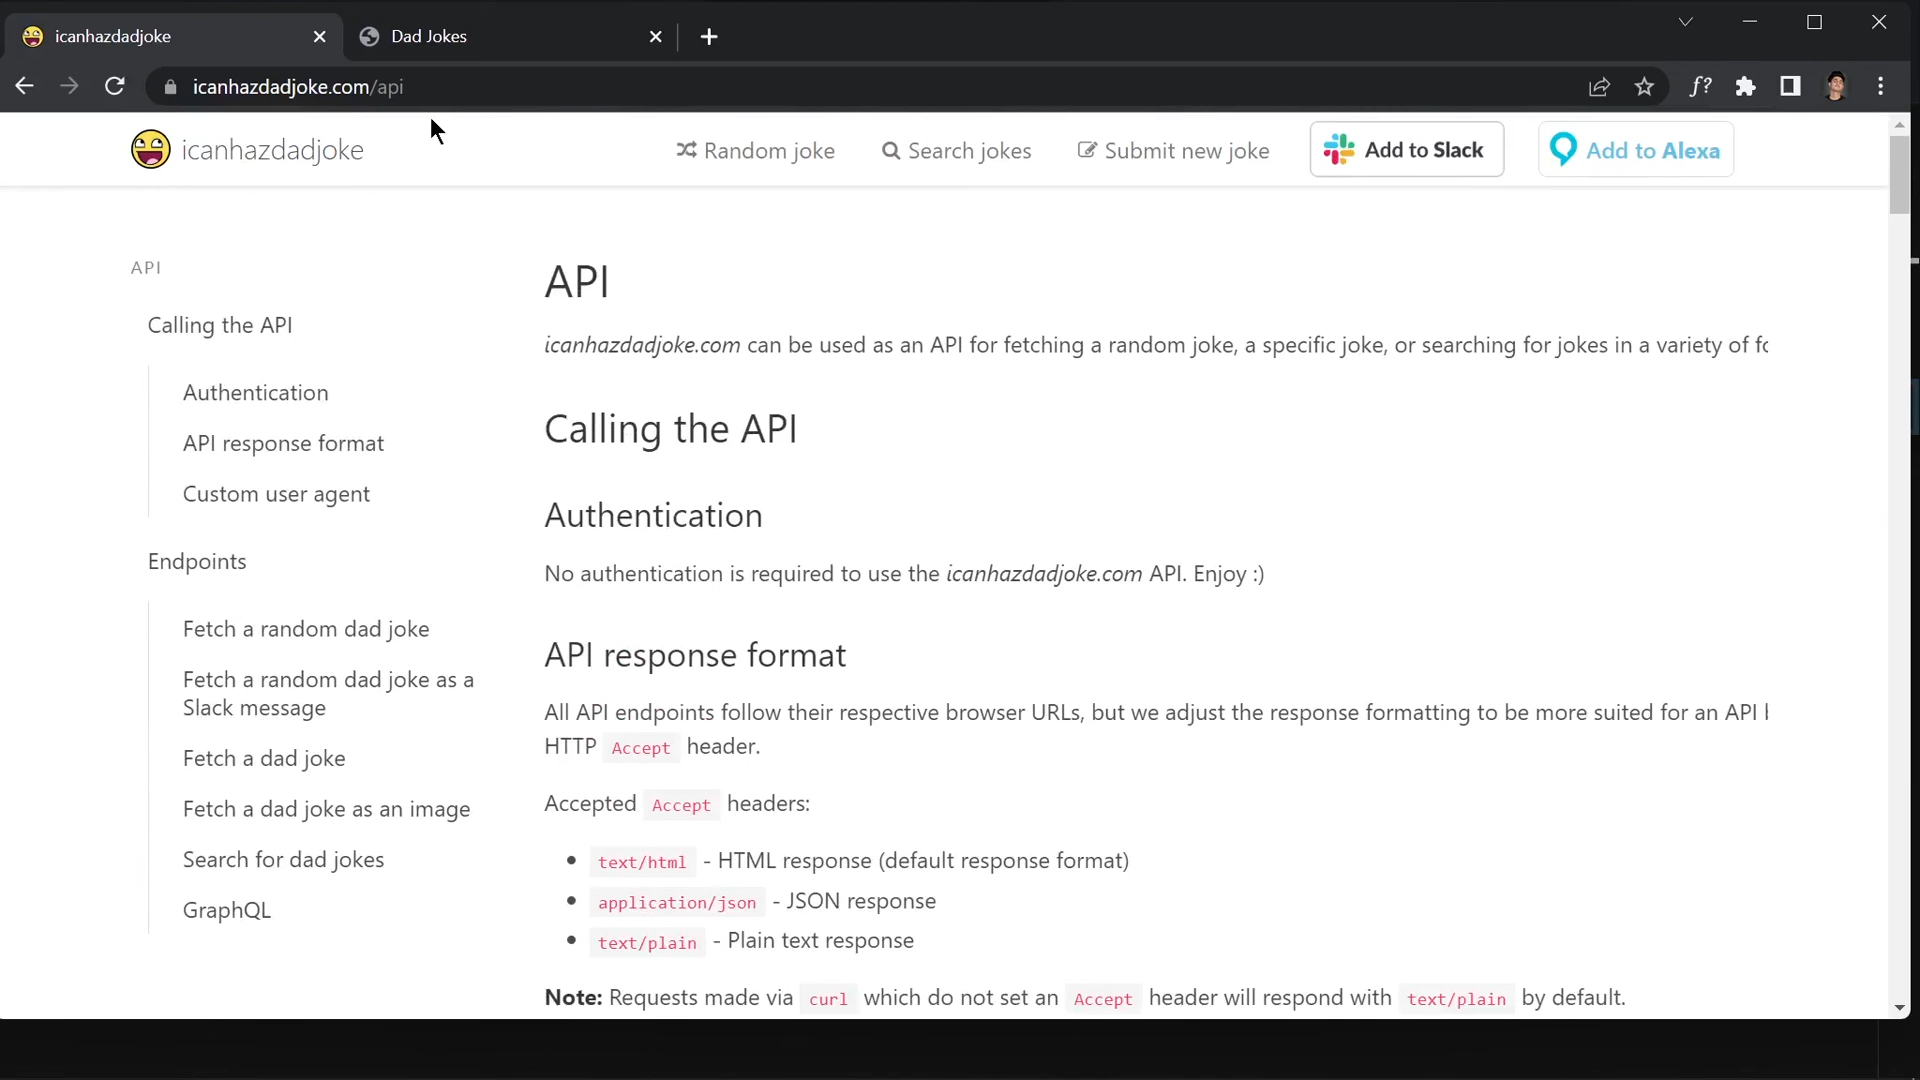 icanhazdadjoke
Dad Jokes
icanhazdadjoke.com/api
f?
icanhazdadjoke
Random joke
Search jokes
Submit new joke
Add to Slack
Add to Alexa
API
Calling the API
Authentication
API response format
Custom user agent
Endpoints
Fetch a random dad joke
Fetch a random dad joke as a
Slack message
Fetch a dad joke
Fetch a dad joke as an image
Search for dad jokes
GraphQL
API
icanhazdadjoke.com can be used as an API for fetching a random joke, a specific joke, or searching for jokes in a variety of
Calling the API
Authentication
No authentication is required to use the icanhazdadjoke.com API. Enjoy :)
API response format
All API endpoints follow their respective browser URLs, but we adjust the response formatting to be more suited for an API
HTTP Accept header.
Accepted Accept headers:
• text/html - HTML response (default response format)
• application/json - JSON response
• text/plain - Plain text response
Note: Requests made via curl which do not set an Accept header will respond with text/plain by default.